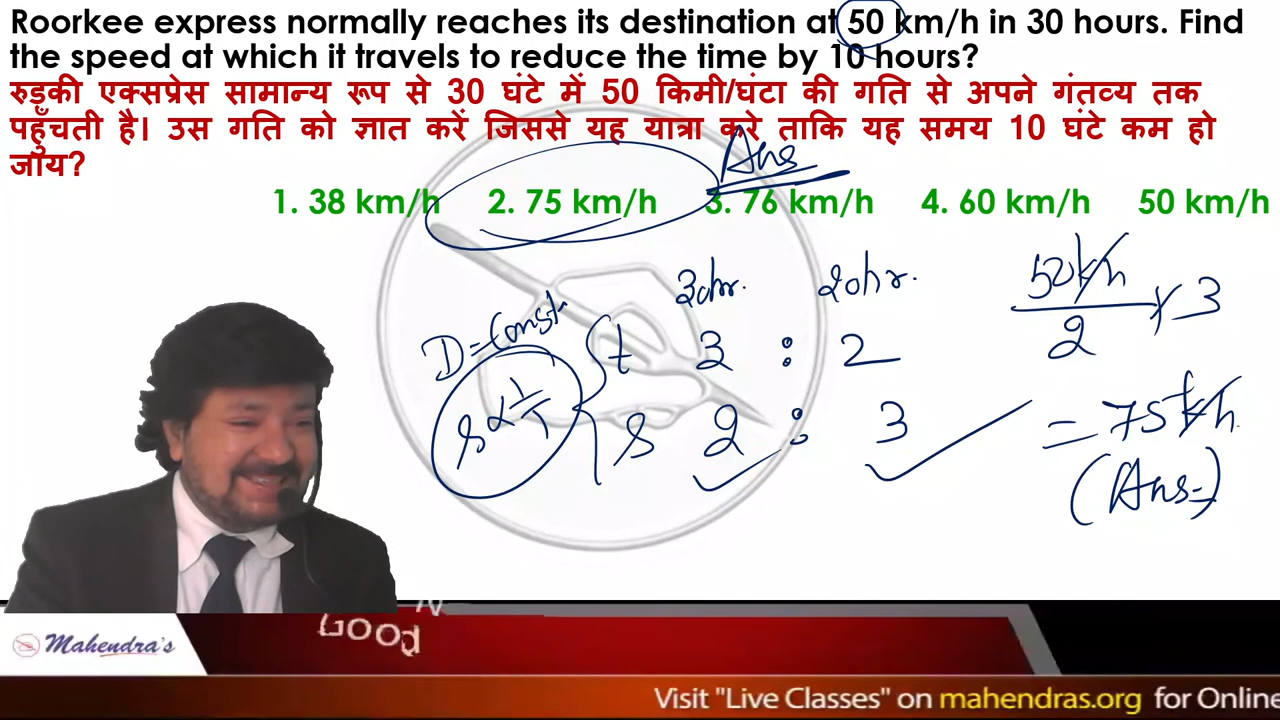 Roorkee express normally reaches its destination at 50 km/h in 30 hours. Find
the speed at which it travels to reduce the time by 10 hours?
रुड़की एक्सप्रेस सामान्य रूप से 30 घंटे में 50 किमी/घंटा की गति से अपने गंतव्य तक
पहुँचती है। उस गति को ज्ञात करें जिससे यह यात्रा करे ताकि यह समय 10 घंटे कम हो
जाय?
Ans
1. 38 km/h 2. 75 km/h 3. 76 km/h 4. 60 km/h 50 km/h
30hr. 20hr.
50k/h
2
× 3
D = Const
t 3 : 2
s α 1/T
s 2 : 3
= 75 k/h.
(Ans=)
Good
Mahendra's
Visit "Live Classes" on mahendras.org for Online